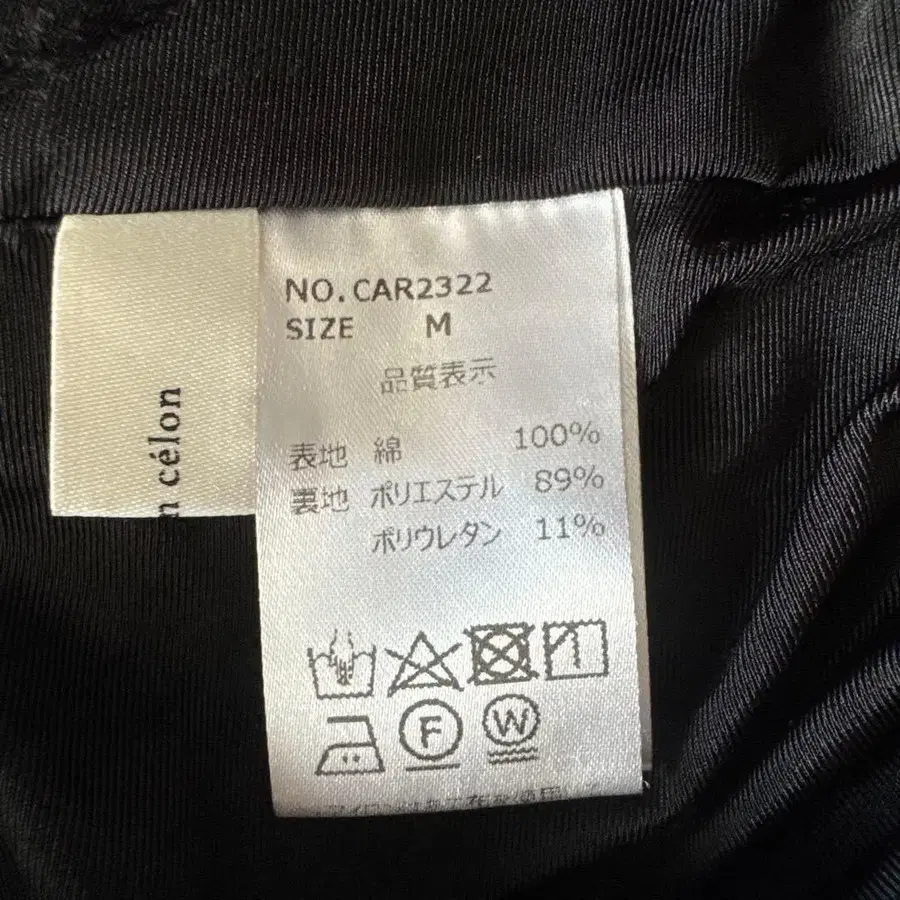 n célon
NO.CAR2322
SIZE M
品質表示
表地 綿 100%
裏地 ポリエステル 89%
ポリウレタン 11%
F
W